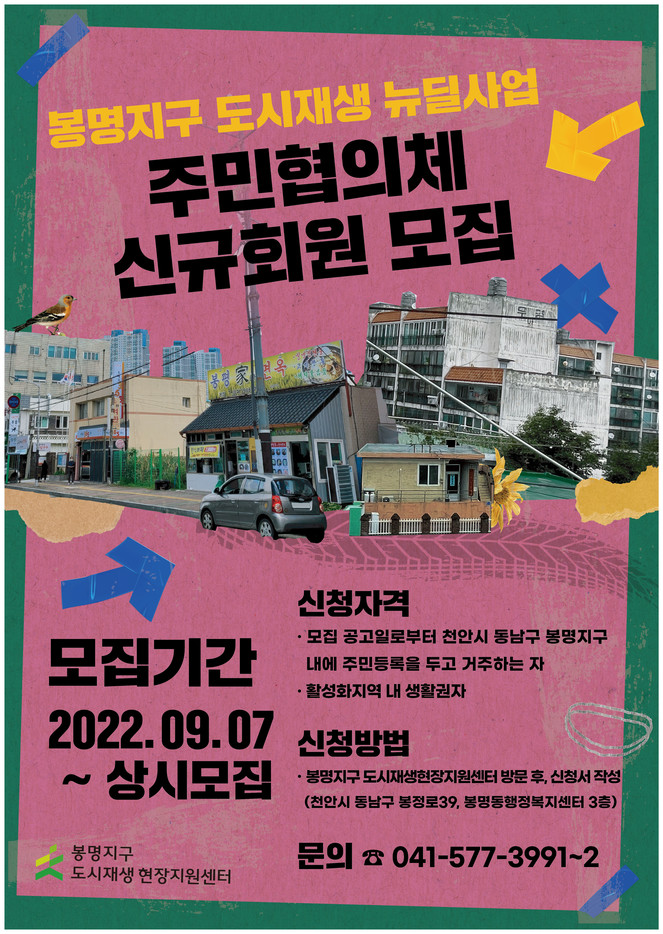 봉명지구 도시재생 뉴딜사업
주민협의체
신규회원 모집
봉명 家 면옥
모집기간
2022. 09. 07
~ 상시모집
신청자격
· 모집 공고일로부터 천안시 동남구 봉명지구
내에 주민등록을 두고 거주하는 자
· 활성화지역 내 생활권자
신청방법
· 봉명지구 도시재생현장지원센터 방문 후, 신청서 작성
(천안시 동남구 봉정로39, 봉명동행정복지센터 3층)
문의 ☎ 041-577-3991~2
봉명지구
도시재생 현장지원센터